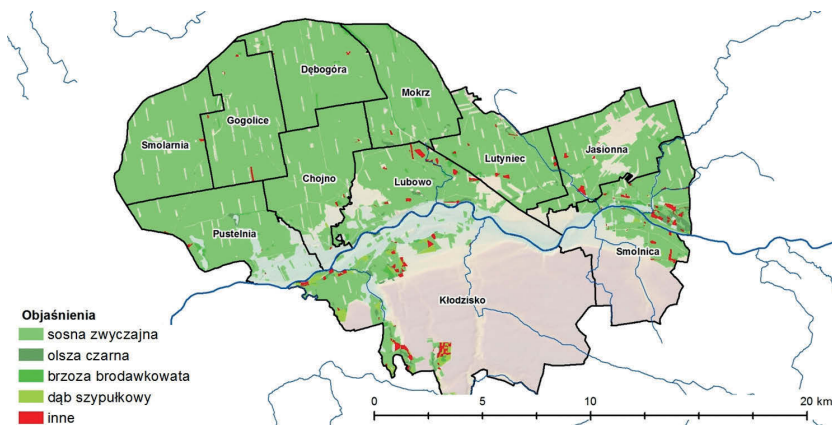 Dębogóra
Mokrz
Gogolice
Smolarnia
Lutyniec
Jasionna
Chojno
Lubowo
Pustelnia
Smolnica
Kłodzisko
Objaśnienia
sosna zwyczajna
olsza czarna
brzoza brodawkowata
dąb szypułkowy
inne
0 5 10 20 km